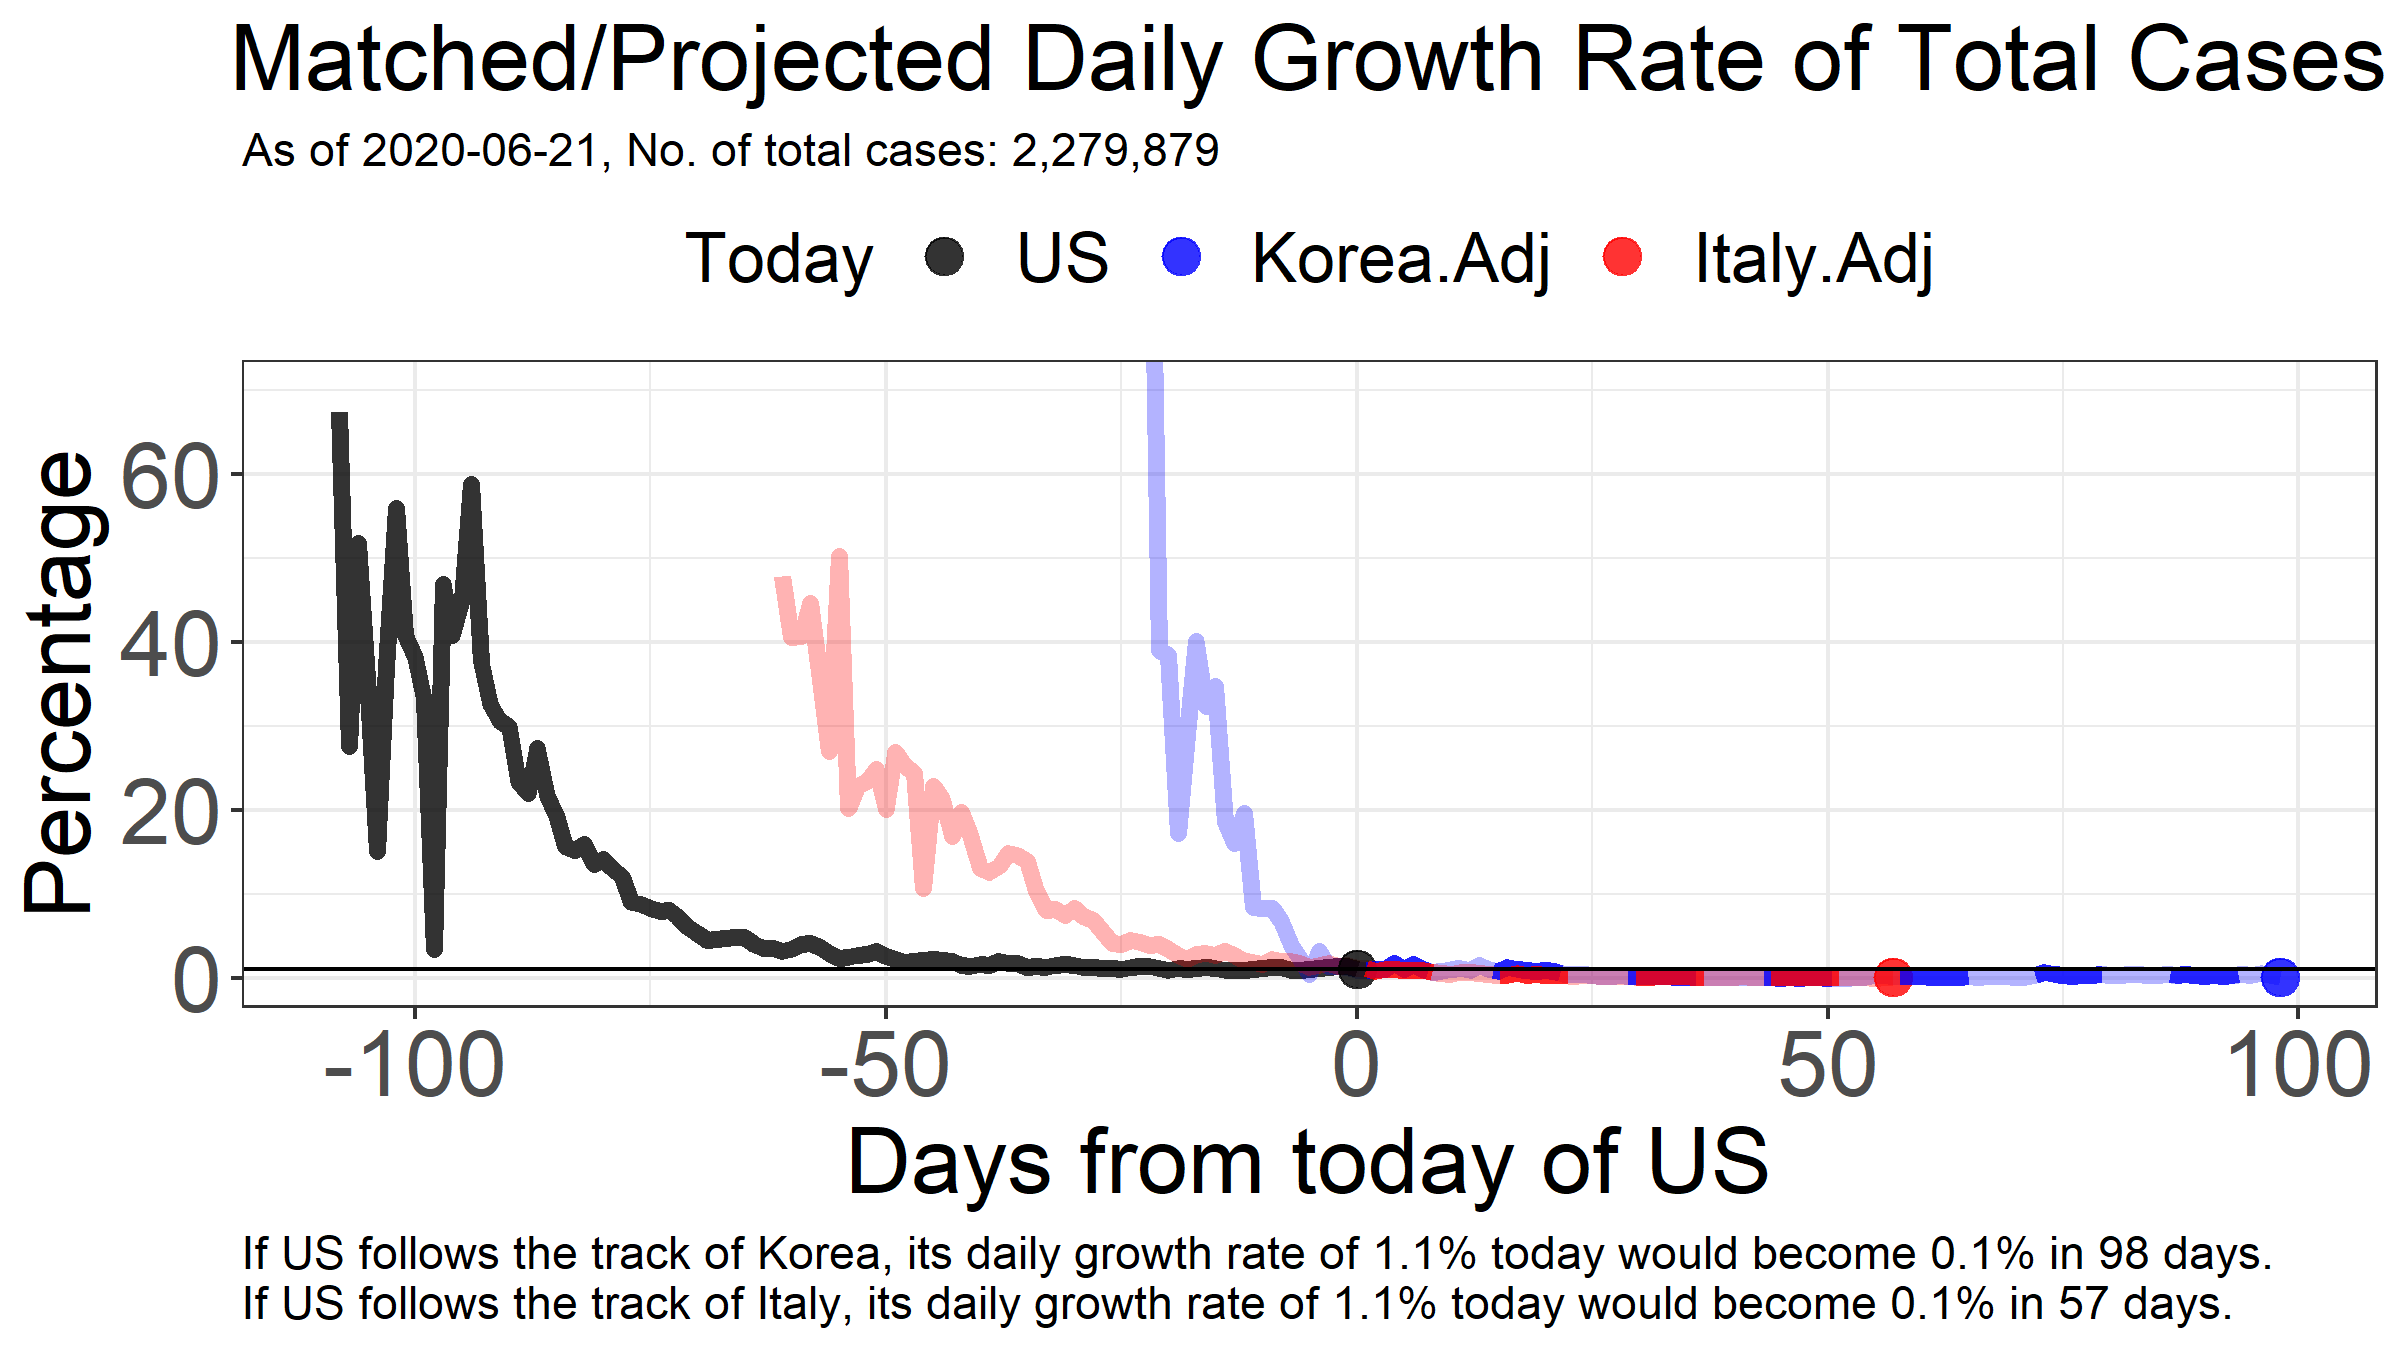 Matched/Projected Daily Growth Rate of Total Cases
As of 2020-06-21, No. of total cases: 2,279,879
Today US Korea.Adj Italy.Adj
Percentage
60
40
20
0
-100 -50 0 50 100
Days from today of US
If US follows the track of Korea, its daily growth rate of 1.1% today would become 0.1% in 98 days.
If US follows the track of Italy, its daily growth rate of 1.1% today would become 0.1% in 57 days.